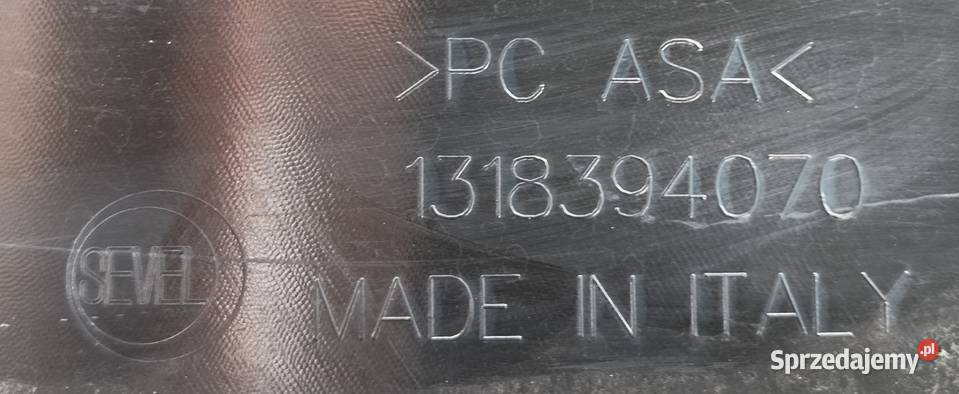 >PC ASA<
1318394070
SEVEL
MADE IN ITALY
Sprzedajemy.pl